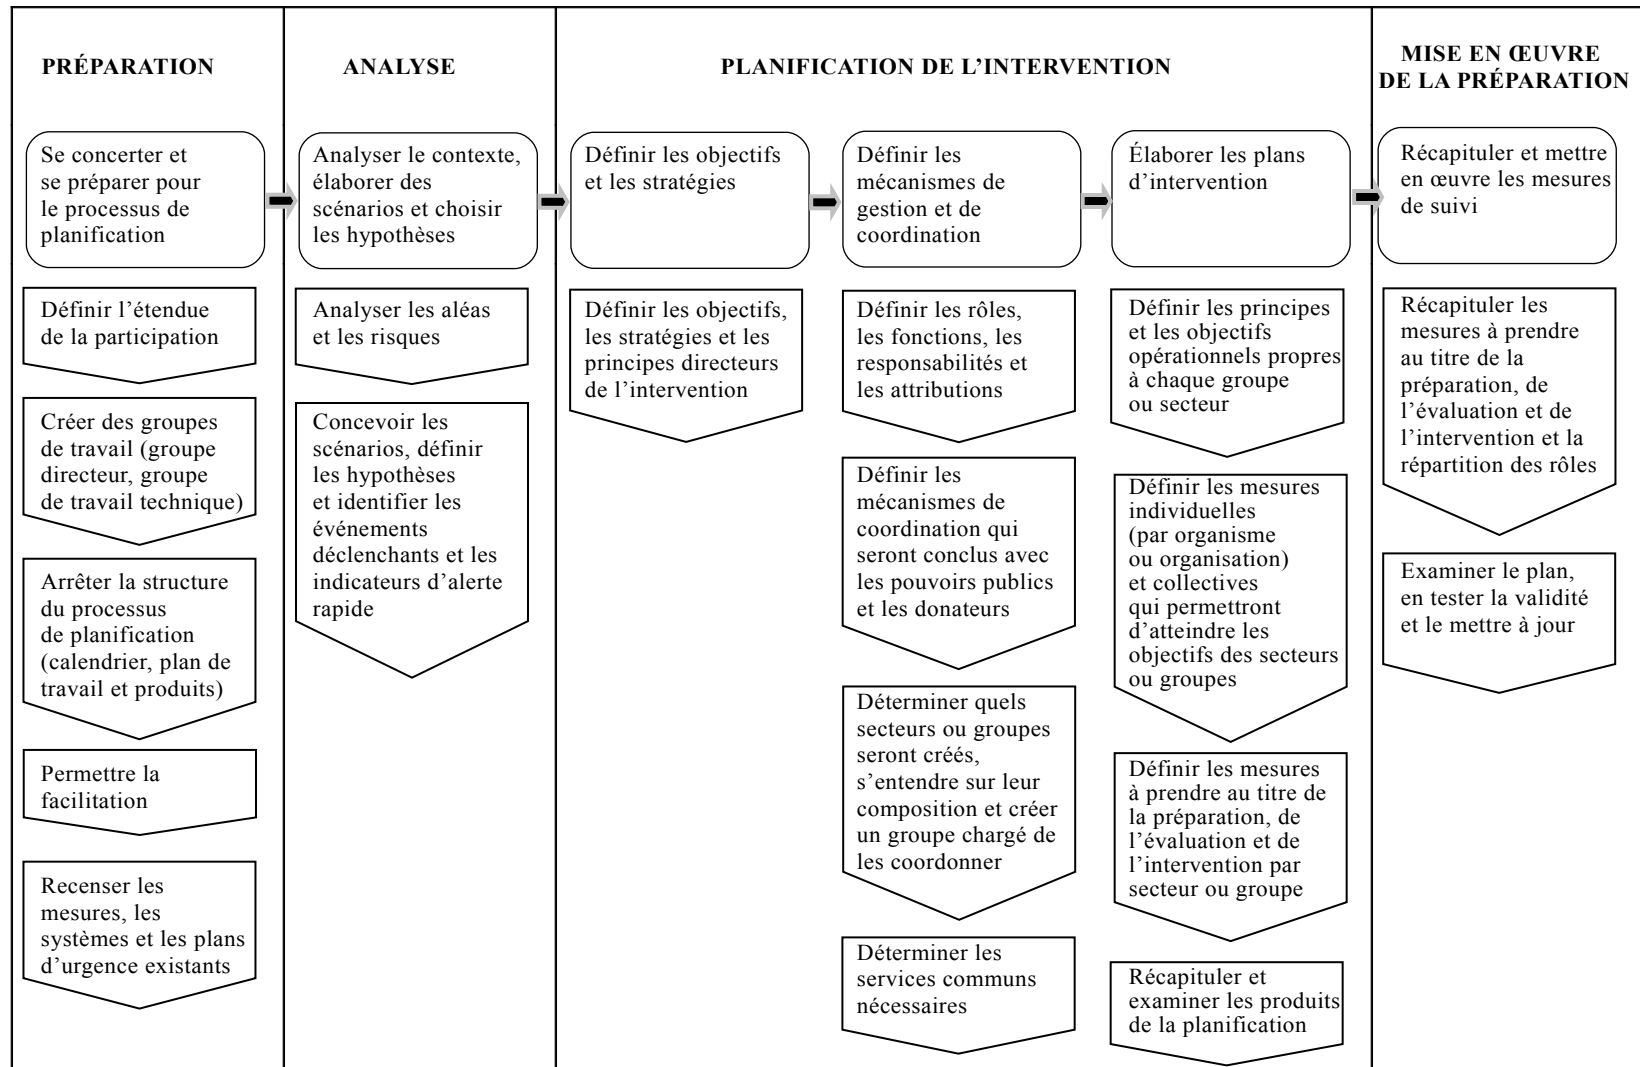 PRÉPARATION
ANALYSE
PLANIFICATION DE L’INTERVENTION
MISE EN ŒUVRE
DE LA PRÉPARATION
Se concerter et
se préparer pour
le processus de
planification
Analyser le contexte,
élaborer des
scénarios et choisir
les hypothèses
Définir les objectifs
et les stratégies
Définir les
mécanismes de
gestion et de
coordination
Élaborer les plans
d’intervention
Récapituler et mettre
en œuvre les mesures
de suivi
Définir l’étendue
de la participation
Créer des groupes
de travail (groupe
directeur, groupe
de travail technique)
Arrêter la structure
du processus
de planification
(calendrier, plan de
travail et produits)
Permettre la
facilitation
Recenser les
mesures, les
systèmes et les plans
d’urgence existants
Analyser les aléas
et les risques
Concevoir les
scénarios, définir
les hypothèses
et identifier les
événements
déclenchants et les
indicateurs d’alerte
rapide
Définir les objectifs,
les stratégies et les
principes directeurs
de l’intervention
Définir les rôles,
les fonctions, les
responsabilités et
les attributions
Définir les
mécanismes de
coordination qui
seront conclus avec
les pouvoirs publics
et les donateurs
Déterminer quels
secteurs ou groupes
seront créés,
s’entendre sur leur
composition et créer
un groupe chargé de
les coordonner
Déterminer les
services communs
nécessaires
Définir les principes
et les objectifs
opérationnels propres
à chaque groupe
ou secteur
Définir les mesures
individuelles
(par organisme
ou organisation)
et collectives
qui permettront
d’atteindre les
objectifs des secteurs
ou groupes
Définir les mesures
à prendre au titre de
la préparation, de
l’évaluation et de
l’intervention par
secteur ou groupe
Récapituler et
examiner les produits
de la planification
Récapituler les
mesures à prendre
au titre de la
préparation, de
l’évaluation et de
l’intervention et la
répartition des rôles
Examiner le plan,
en tester la validité
et le mettre à jour